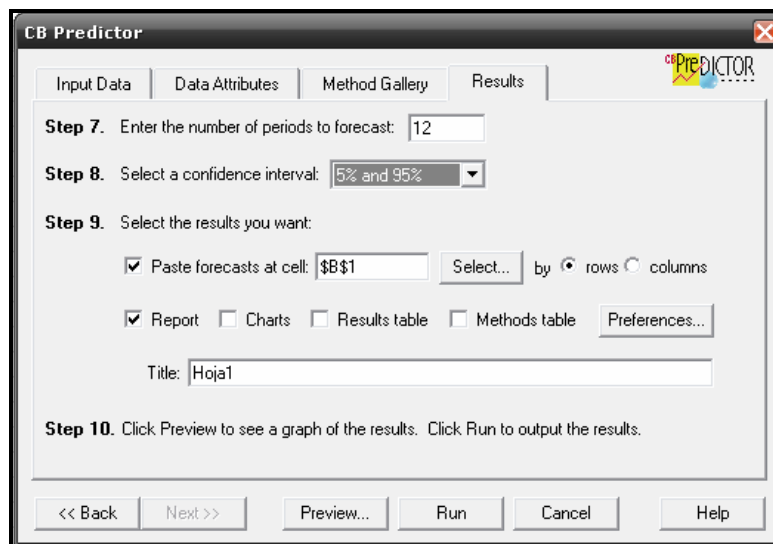 CB Predictor
CB PreDICTOR
Input Data Data Attributes Method Gallery Results
Step 7. Enter the number of periods to forecast: 12
Step 8. Select a confidence interval: 5% and 95%
Step 9. Select the results you want:
Paste forecasts at cell: $B$1 Select... by rows columns
Report Charts Results table Methods table Preferences...
Title: Hoja1
Step 10. Click Preview to see a graph of the results. Click Run to output the results.
<< Back Next >> Preview... Run Cancel Help